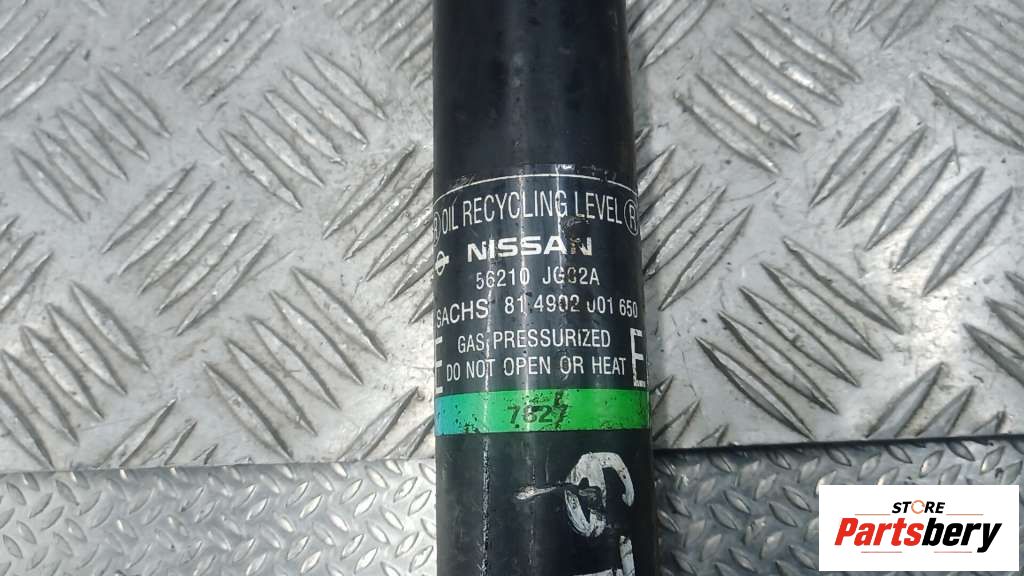 OIL RECYCLING LEVEL R
NISSAN
56210 JG02A
SACHS 81 4902 001 650
GAS PRESSURIZED
DO NOT OPEN OR HEAT E
7827
STORE
Partsbery